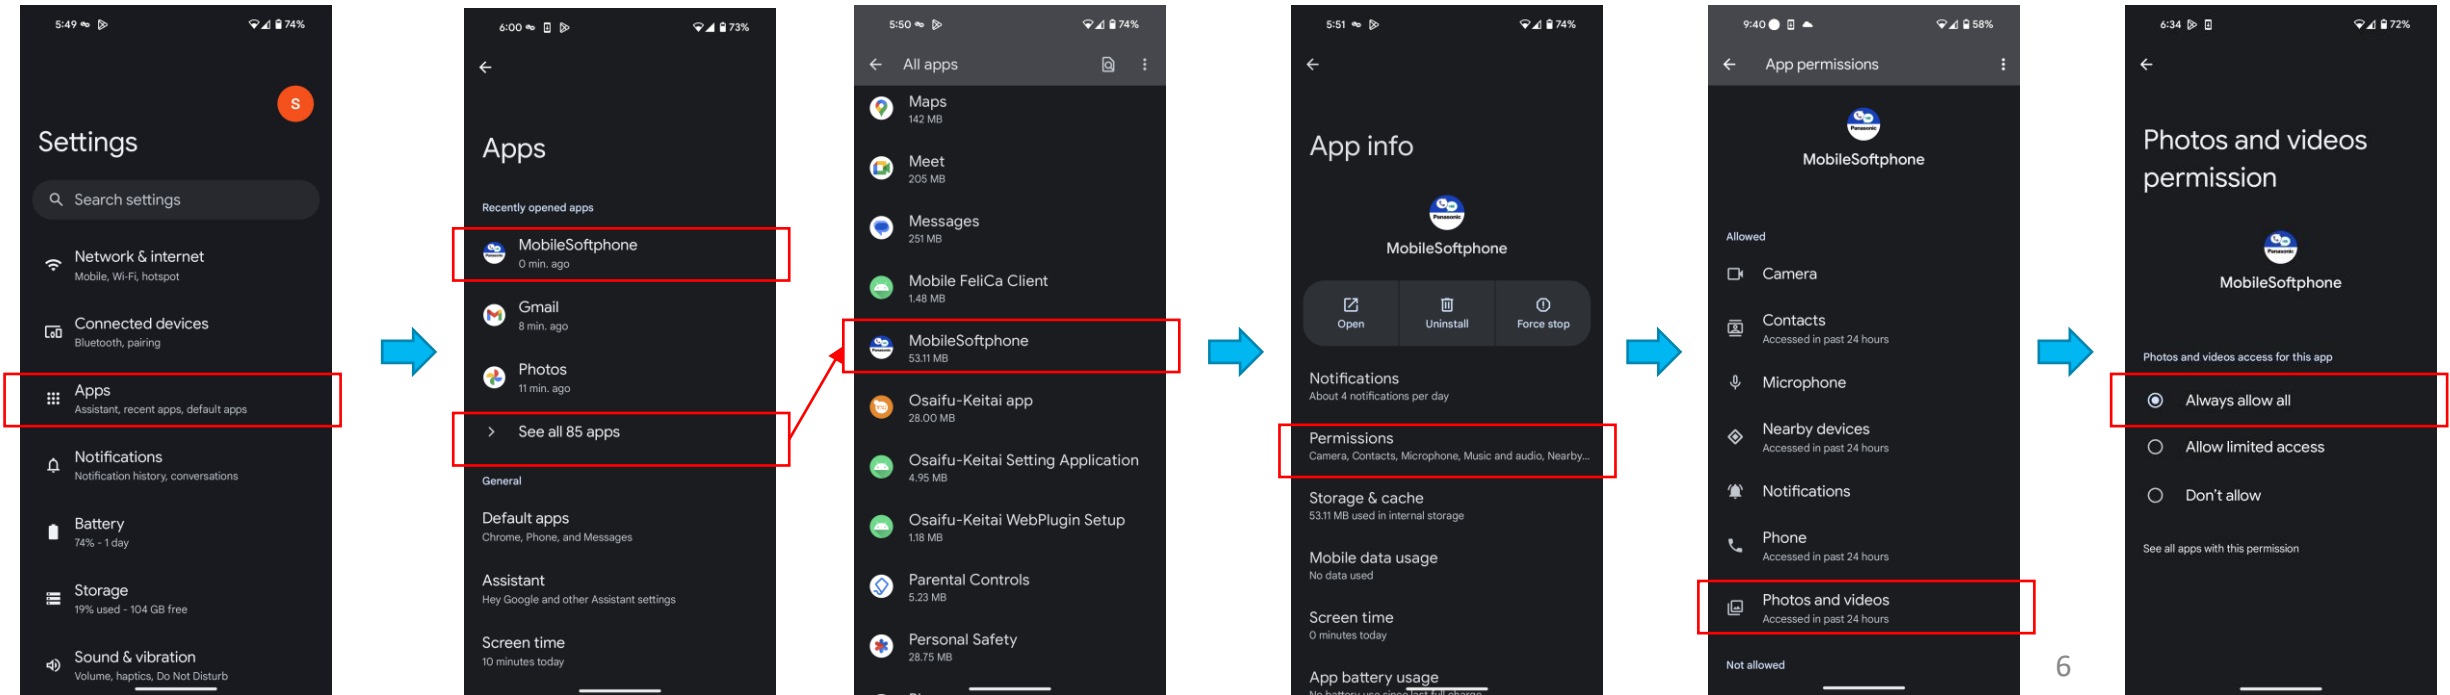 5:49
74%
S
Settings
Search settings
Network & internet
Mobile, Wi-Fi, hotspot
Connected devices
Bluetooth, pairing
Apps
Assistant, recent apps, default apps
Notifications
Notification history, conversations
Battery
74% - 1 day
Storage
19% used - 104 GB free
Sound & vibration
Volume, haptics, Do Not Disturb
6:00
73%
Apps
Recently opened apps
MobileSoftphone
0 min. ago
Gmail
8 min. ago
Photos
11 min. ago
See all 85 apps
General
Default apps
Chrome, Phone, and Messages
Assistant
Hey Google and other Assistant settings
Screen time
10 minutes today
5:50
74%
All apps
Maps
142 MB
Meet
205 MB
Messages
251 MB
Mobile FeliCa Client
1.48 MB
MobileSoftphone
53.11 MB
Osaifu-Keitai app
28.00 MB
Osaifu-Keitai Setting Application
4.95 MB
Osaifu-Keitai WebPlugin Setup
1.18 MB
Parental Controls
5.23 MB
Personal Safety
28.75 MB
5:51
74%
App info
Panasonic
MobileSoftphone
Open
Uninstall
Force stop
Notifications
About 4 notifications per day
Permissions
Camera, Contacts, Microphone, Music and audio, Nearby...
Storage & cache
53.11 MB used in internal storage
Mobile data usage
No data used
Screen time
0 minutes today
App battery usage
No battery use since last full charge
9:40
58%
App permissions
Panasonic
MobileSoftphone
Allowed
Camera
Contacts
Accessed in past 24 hours
Microphone
Nearby devices
Accessed in past 24 hours
Notifications
Phone
Accessed in past 24 hours
Photos and videos
Accessed in past 24 hours
Not allowed
6
6:34
72%
Photos and videos
permission
Panasonic
MobileSoftphone
Photos and videos access for this app
Always allow all
Allow limited access
Don't allow
See all apps with this permission